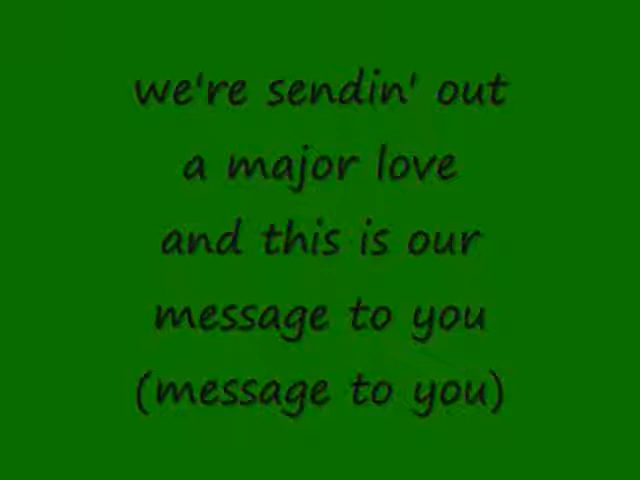 we're sendin' out
a major love
and this is our
message to you
(message to you)